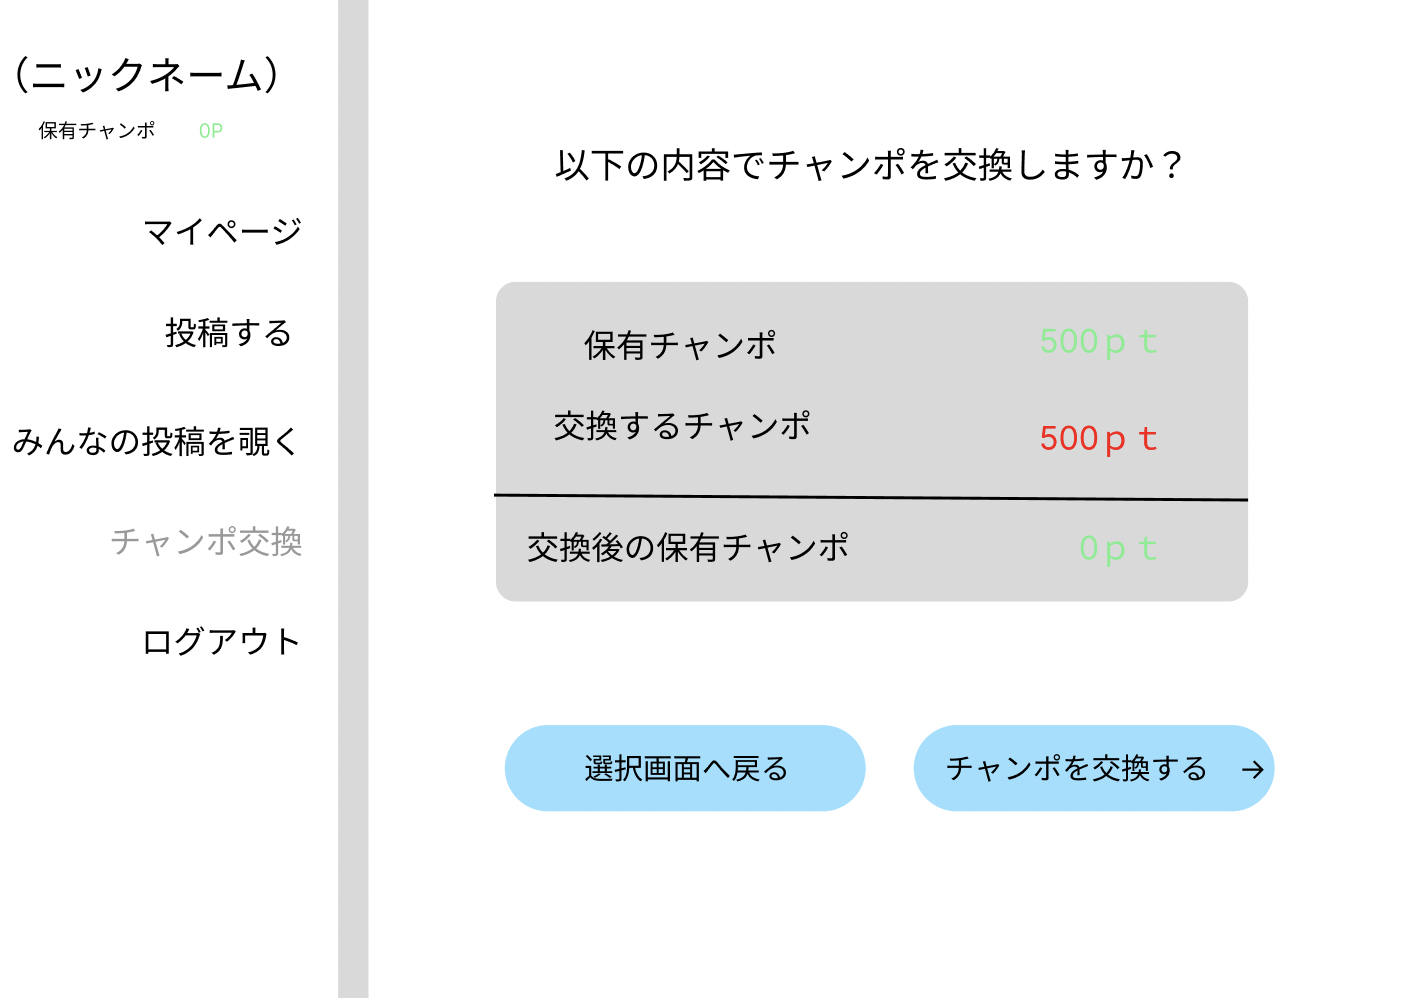 （ニックネーム）
保有チャンポ 0P
マイページ
投稿する
みんなの投稿を覗く
チャンポ交換
ログアウト
以下の内容でチャンポを交換しますか？
保有チャンポ 500ｐｔ
交換するチャンポ 500ｐｔ
交換後の保有チャンポ 0ｐｔ
選択画面へ戻る
チャンポを交換する →